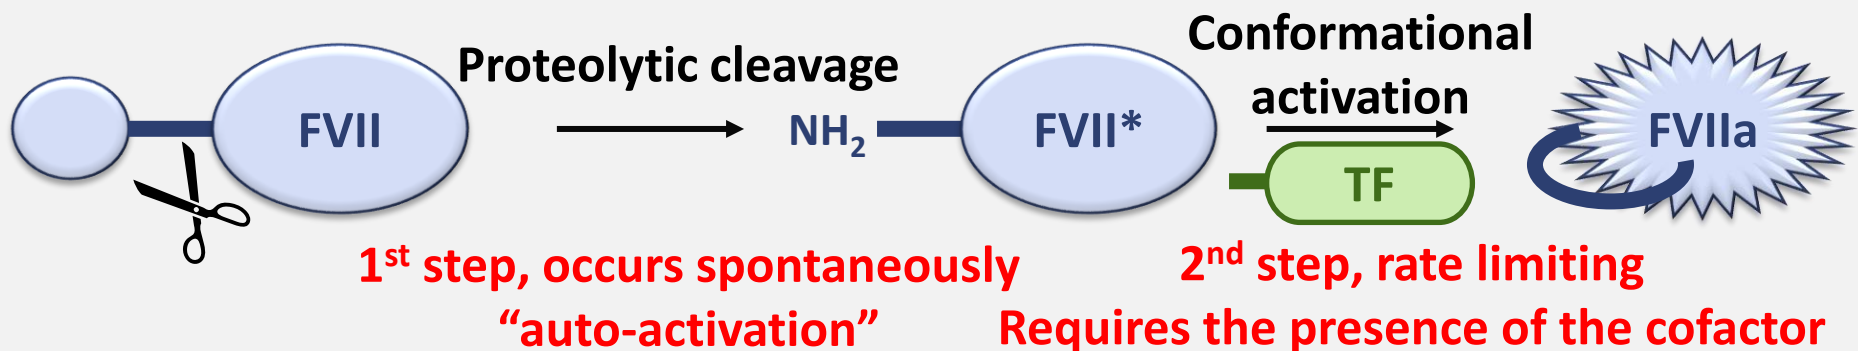 FVII
Proteolytic cleavage
NH₂
FVII*
Conformational
activation
TF
FVIIa
1st step, occurs spontaneously
“auto-activation”
2nd step, rate limiting
Requires the presence of the cofactor